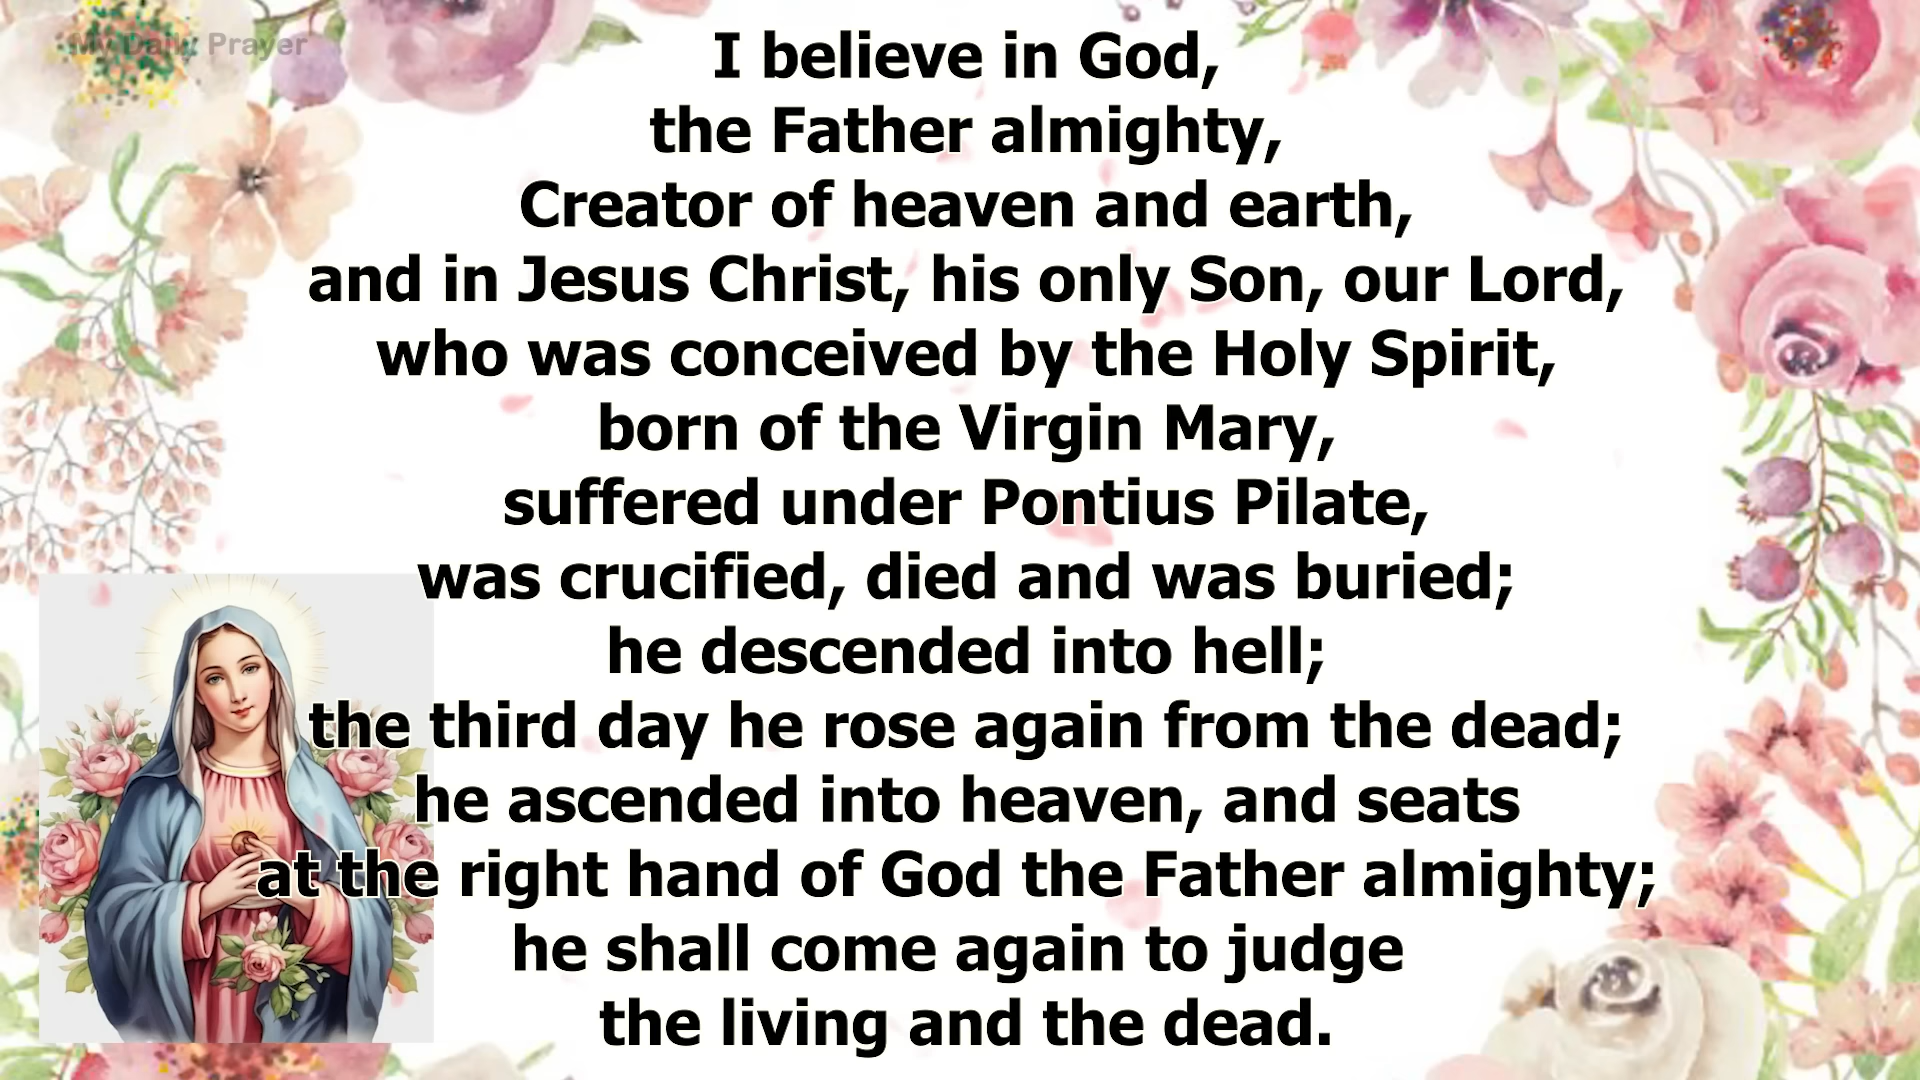 My Daily Prayer
I believe in God,
the Father almighty,
Creator of heaven and earth,
and in Jesus Christ, his only Son, our Lord,
who was conceived by the Holy Spirit,
born of the Virgin Mary,
suffered under Pontius Pilate,
was crucified, died and was buried;
he descended into hell;
the third day he rose again from the dead;
he ascended into heaven, and seats
at the right hand of God the Father almighty;
he shall come again to judge
the living and the dead.